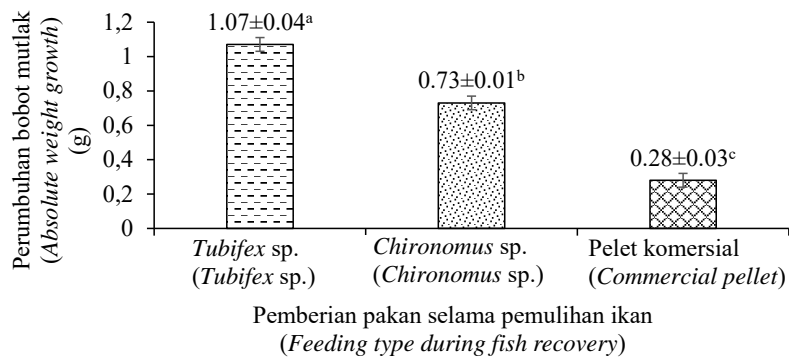 Perumbuhan bobot mutlak
(Absolute weight growth)
(g)
1,2
1
0,8
0,6
0,4
0,2
0
1.07±0.04ᵃ
0.73±0.01ᵇ
0.28±0.03ᶜ
Tubifex sp.
(Tubifex sp.)
Chironomus sp.
(Chironomus sp.)
Pelet komersial
(Commercial pellet)
Pemberian pakan selama pemulihan ikan
(Feeding type during fish recovery)